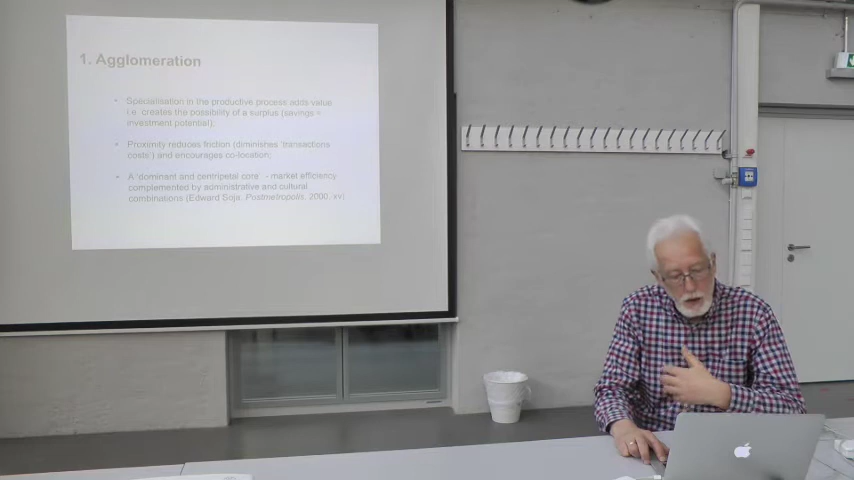 1. Agglomeration
• Specialisation in the productive process adds value
i.e. creates the possibility of a surplus (savings =
investment potential);
• Proximity reduces friction (diminishes 'transactions
costs') and encourages co-location;
• A 'dominant and centripetal core' - market efficiency
complemented by administrative and cultural
combinations (Edward Soja, Postmetropolis, 2000, xv)